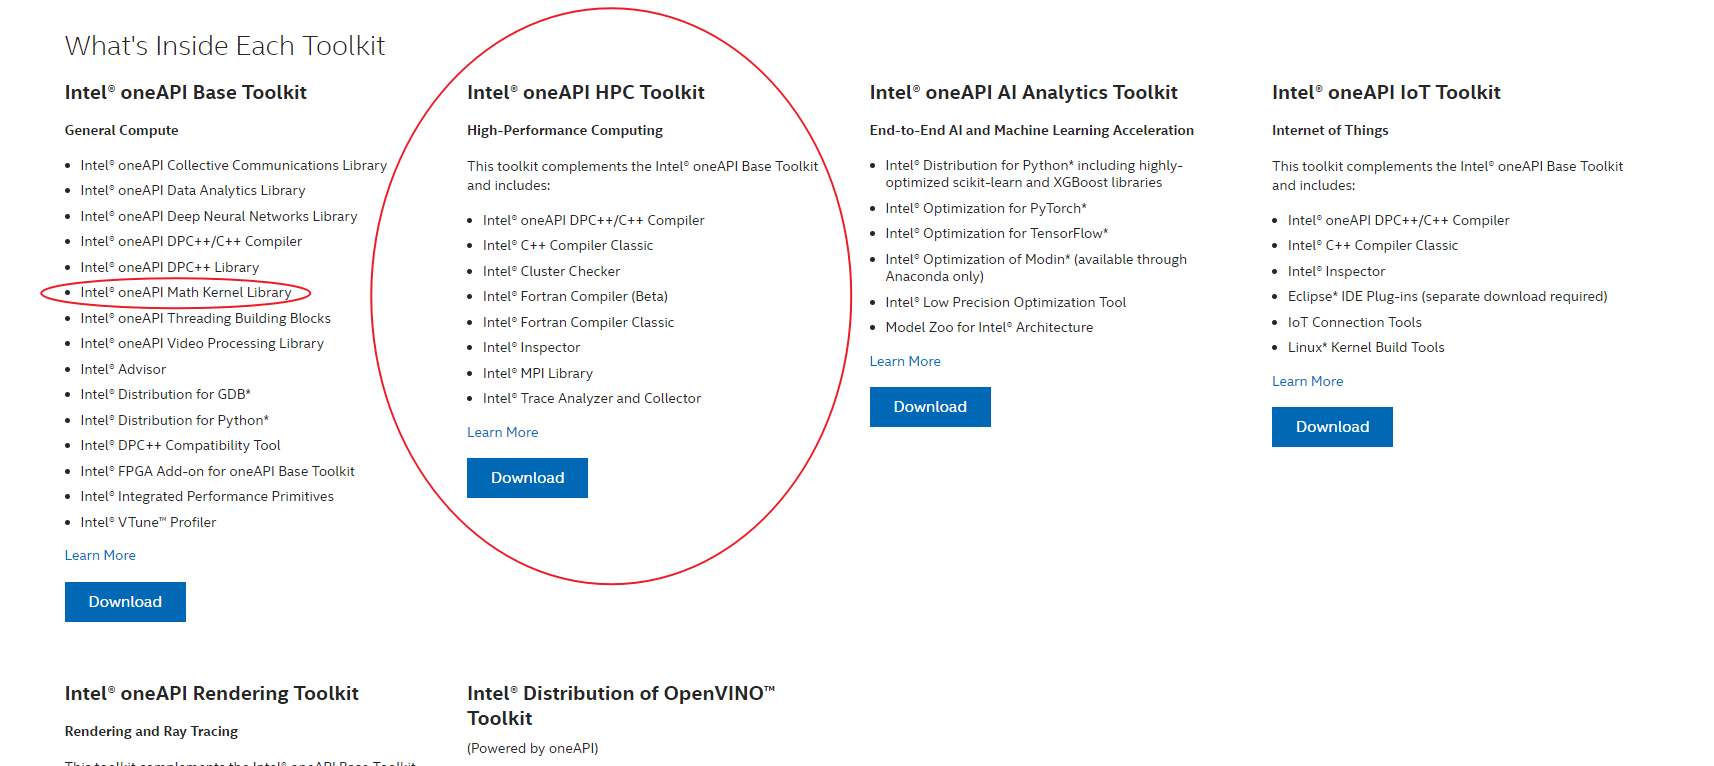 What's Inside Each Toolkit
Intel® oneAPI Base Toolkit
General Compute
Intel® oneAPI Collective Communications Library
Intel® oneAPI Data Analytics Library
Intel® oneAPI Deep Neural Networks Library
Intel® oneAPI DPC++/C++ Compiler
Intel® oneAPI DPC++ Library
Intel® oneAPI Math Kernel Library
Intel® oneAPI Threading Building Blocks
Intel® oneAPI Video Processing Library
Intel® Advisor
Intel® Distribution for GDB*
Intel® Distribution for Python*
Intel® DPC++ Compatibility Tool
Intel® FPGA Add-on for oneAPI Base Toolkit
Intel® Integrated Performance Primitives
Intel® VTune™ Profiler
Learn More
Download
Intel® oneAPI HPC Toolkit
High-Performance Computing
This toolkit complements the Intel® oneAPI Base Toolkit
and includes:
Intel® oneAPI DPC++/C++ Compiler
Intel® C++ Compiler Classic
Intel® Cluster Checker
Intel® Fortran Compiler (Beta)
Intel® Fortran Compiler Classic
Intel® Inspector
Intel® MPI Library
Intel® Trace Analyzer and Collector
Learn More
Download
Intel® oneAPI AI Analytics Toolkit
End-to-End AI and Machine Learning Acceleration
Intel® Distribution for Python* including highly-
optimized scikit-learn and XGBoost libraries
Intel® Optimization for PyTorch*
Intel® Optimization for TensorFlow*
Intel® Optimization of Modin* (available through
Anaconda only)
Intel® Low Precision Optimization Tool
Model Zoo for Intel® Architecture
Learn More
Download
Intel® oneAPI IoT Toolkit
Internet of Things
This toolkit complements the Intel® oneAPI Base Toolkit
and includes:
Intel® oneAPI DPC++/C++ Compiler
Intel® C++ Compiler Classic
Intel® Inspector
Eclipse* IDE Plug-ins (separate download required)
IoT Connection Tools
Linux* Kernel Build Tools
Learn More
Download
Intel® oneAPI Rendering Toolkit
Rendering and Ray Tracing
This toolkit complements the Intel® oneAPI Base Toolkit
Intel® Distribution of OpenVINO™
Toolkit
(Powered by oneAPI)